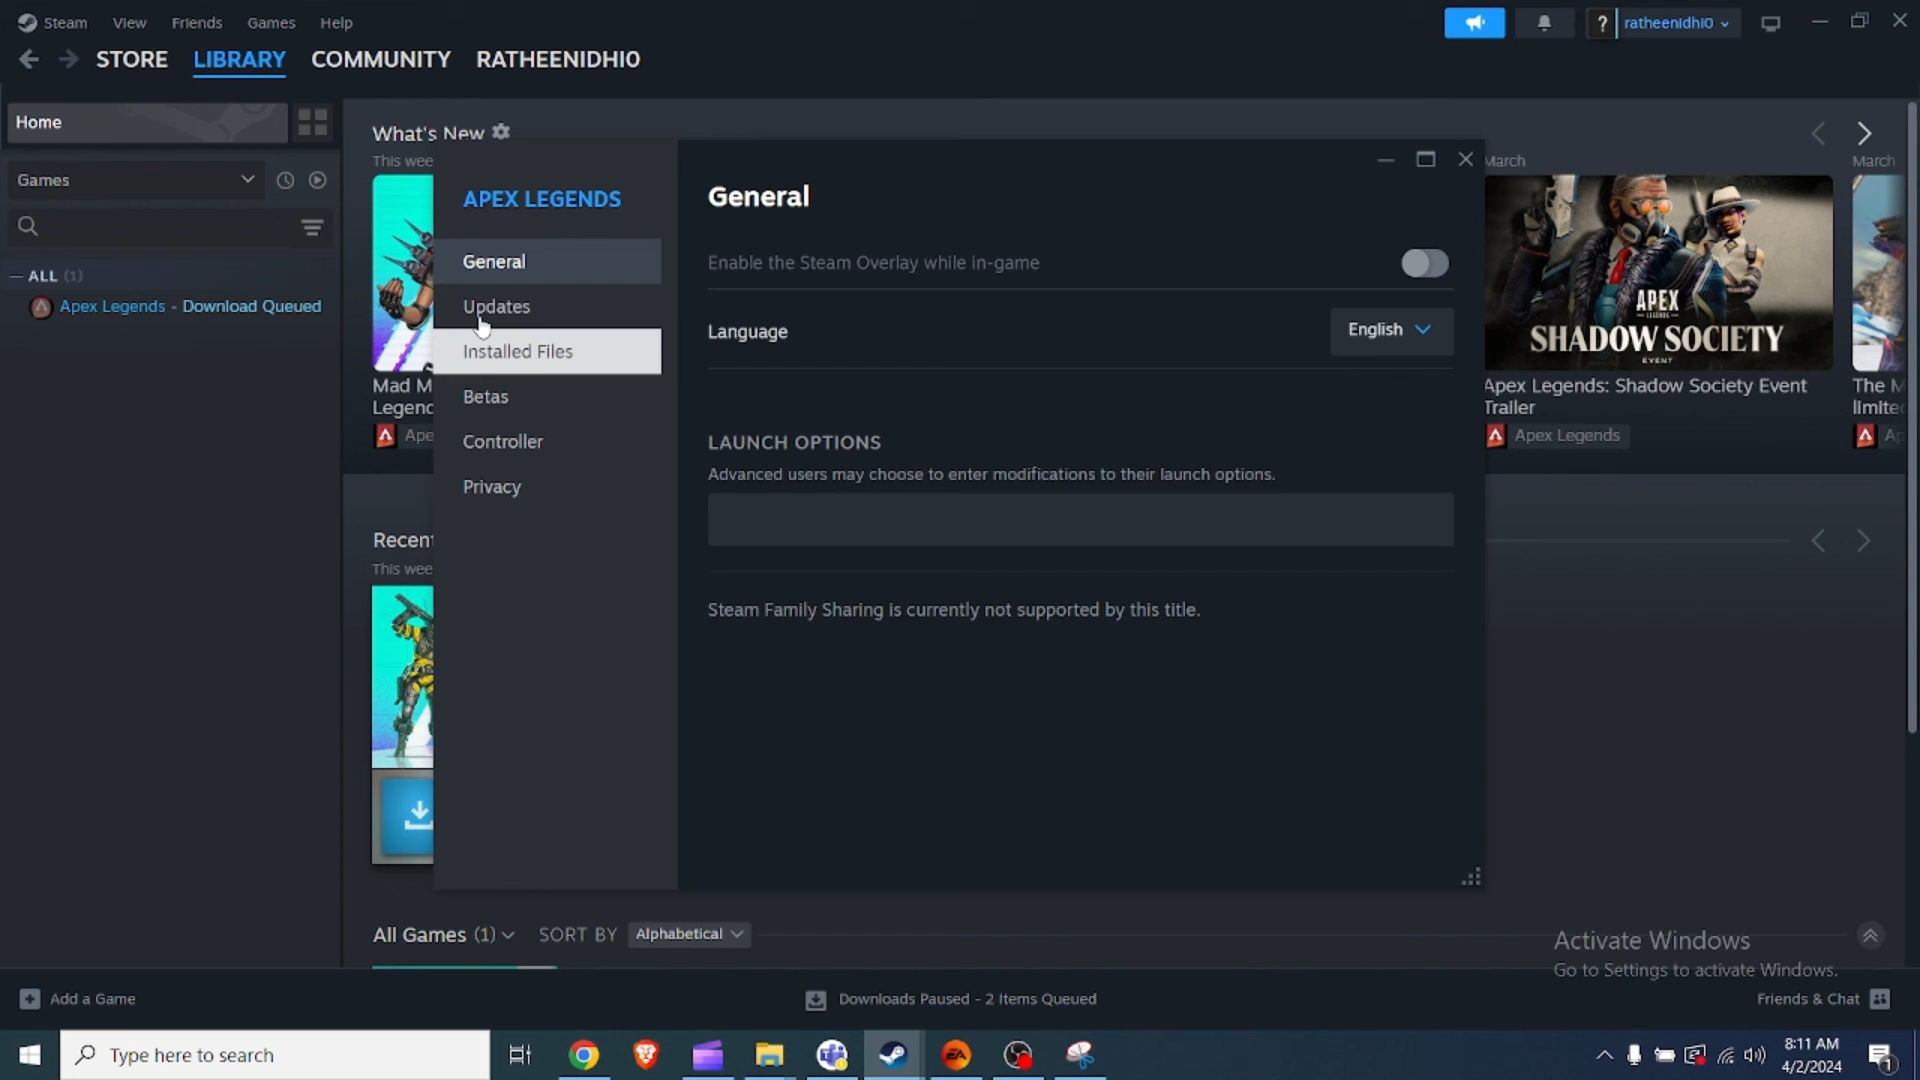 Steam View Friends Games Help
? ratheenidhi0
STORE LIBRARY COMMUNITY RATHEENIDHI0
Home
Games
— ALL (1)
Apex Legends - Download Queued
What's New
This wee
March
March
Mad M
Legend
Ape
APEX
LEGENDS
SHADOW SOCIETY
EVENT
Apex Legends: Shadow Society Event
Trailer
Apex Legends
The M
limited
Ap
APEX LEGENDS
General
Updates
Installed Files
Betas
Controller
Privacy
General
Enable the Steam Overlay while in-game
Language English
LAUNCH OPTIONS
Advanced users may choose to enter modifications to their launch options.
Steam Family Sharing is currently not supported by this title.
Recent
This wee
All Games (1) SORT BY Alphabetical
Activate Windows
Go to Settings to activate Windows.
Add a Game
Downloads Paused - 2 Items Queued
Friends & Chat
Type here to search
EA
8:11 AM
4/2/2024
1